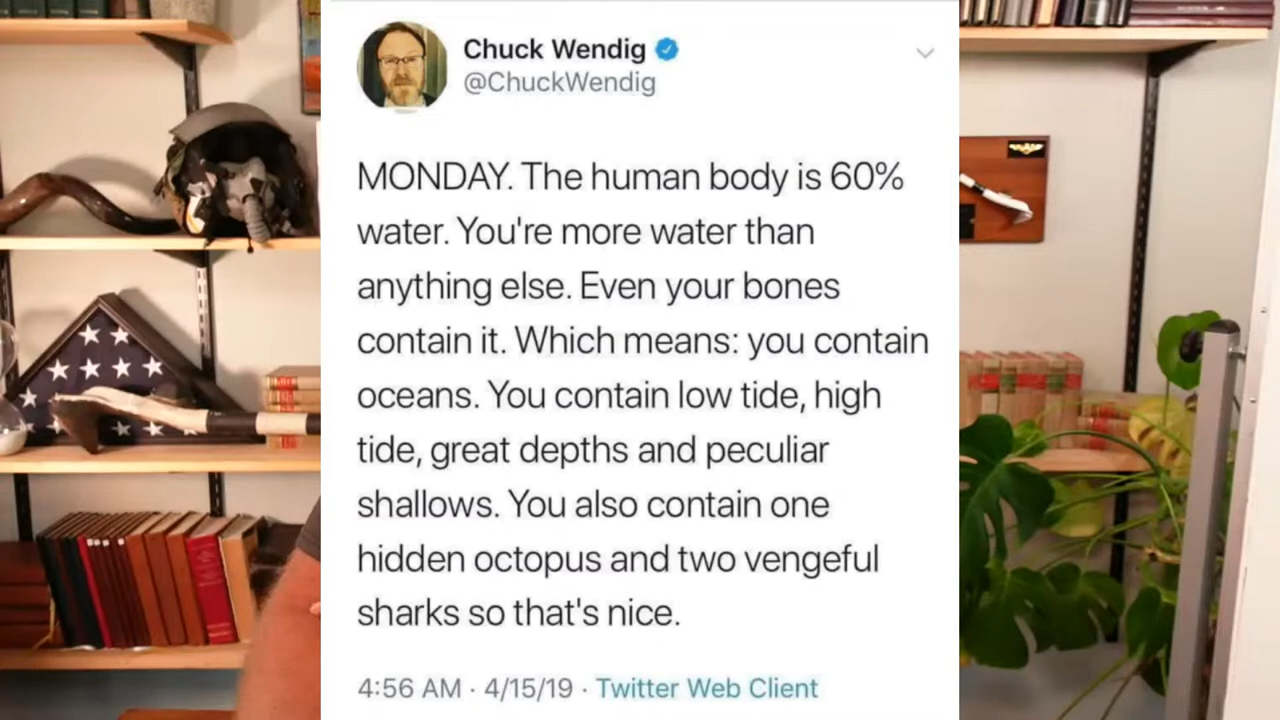 Chuck Wendig
@ChuckWendig
MONDAY. The human body is 60%
water. You're more water than
anything else. Even your bones
contain it. Which means: you contain
oceans. You contain low tide, high
tide, great depths and peculiar
shallows. You also contain one
hidden octopus and two vengeful
sharks so that's nice.
4:56 AM · 4/15/19 · Twitter Web Client